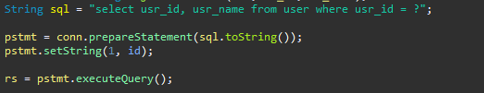 String sql = "select usr_id, usr_name from user where usr_id = ?";
pstmt = conn.prepareStatement(sql.toString());
pstmt.setString(1, id);
rs = pstmt.executeQuery();